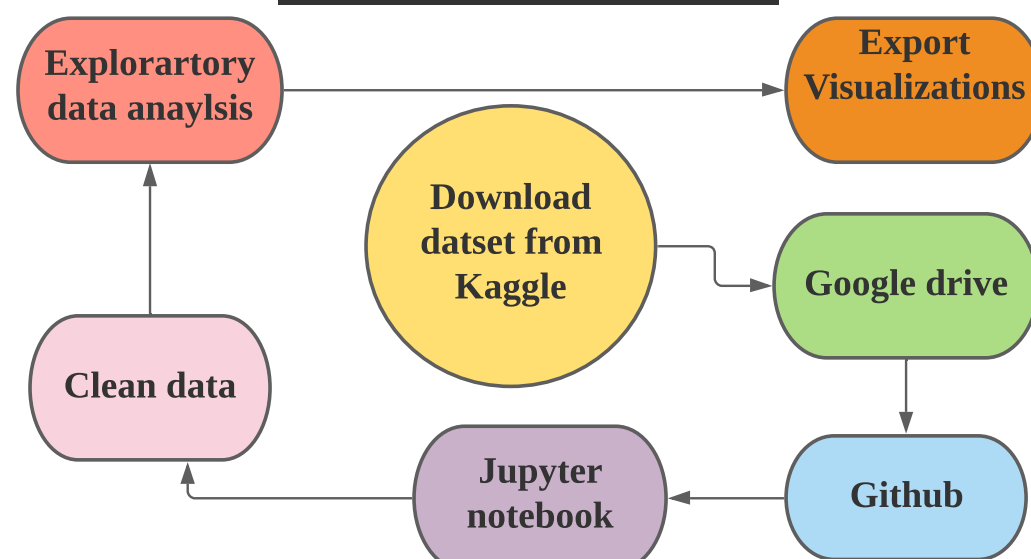 Explorartory
data anaylsis
Export
Visualizations
Download
datset from
Kaggle
Google drive
Clean data
Jupyter
notebook
Github